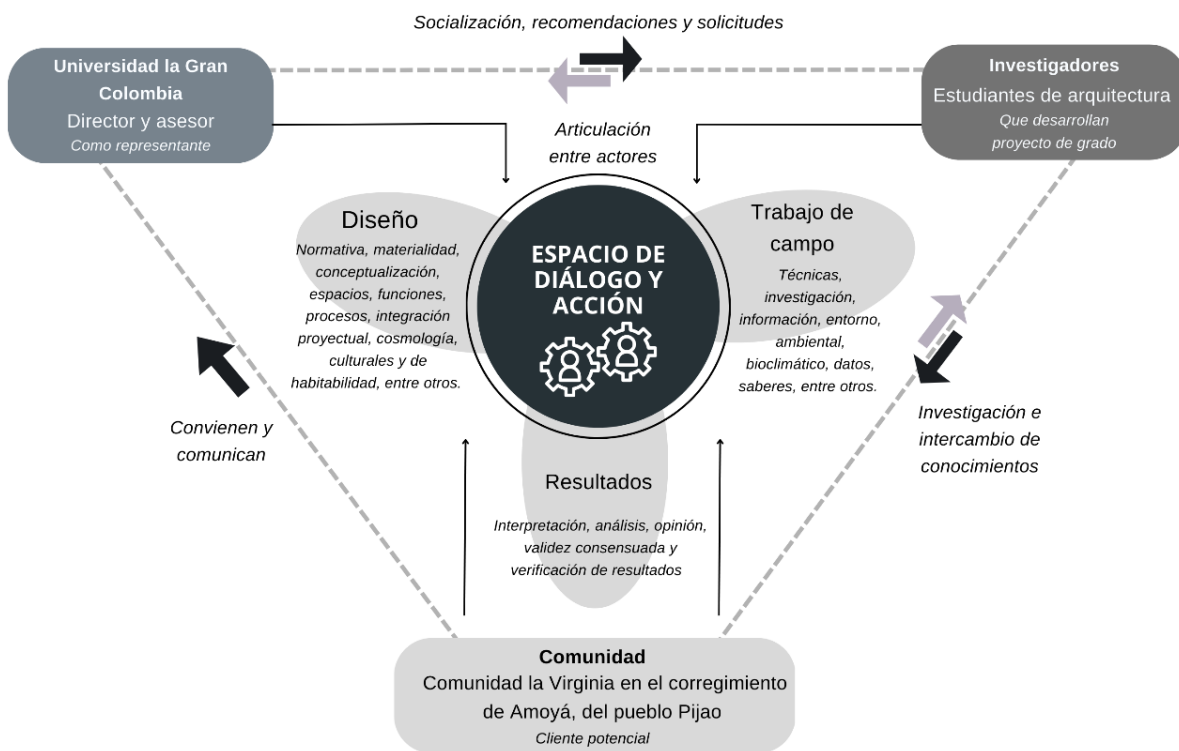 Socialización, recomendaciones y solicitudes
Universidad la Gran
Colombia
Director y asesor
Como representante
Investigadores
Estudiantes de arquitectura
Que desarrollan
proyecto de grado
Articulación
entre actores
Diseño
Normativa, materialidad,
conceptualización,
espacios, funciones,
procesos, integración
proyectual, cosmología,
culturales y de
habitabilidad, entre otros.
ESPACIO DE
DIÁLOGO Y
ACCIÓN
Trabajo de
campo
Técnicas,
investigación,
información, entorno,
ambiental,
bioclimático, datos,
saberes, entre otros.
Convienen y
comunican
Investigación e
intercambio de
conocimientos
Resultados
Interpretación, análisis, opinión,
validez consensuada y
verificación de resultados
Comunidad
Comunidad la Virginia en el corregimiento
de Amoyá, del pueblo Pijao
Cliente potencial